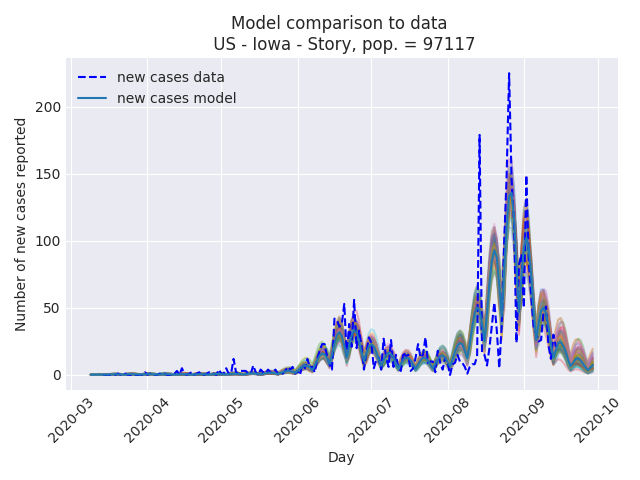 Model comparison to data
US - Iowa - Story, pop. = 97117
new cases data
new cases model
Number of new cases reported
200
150
100
50
0
2020-03
2020-04
2020-05
2020-06
2020-07
2020-08
2020-09
2020-10
Day